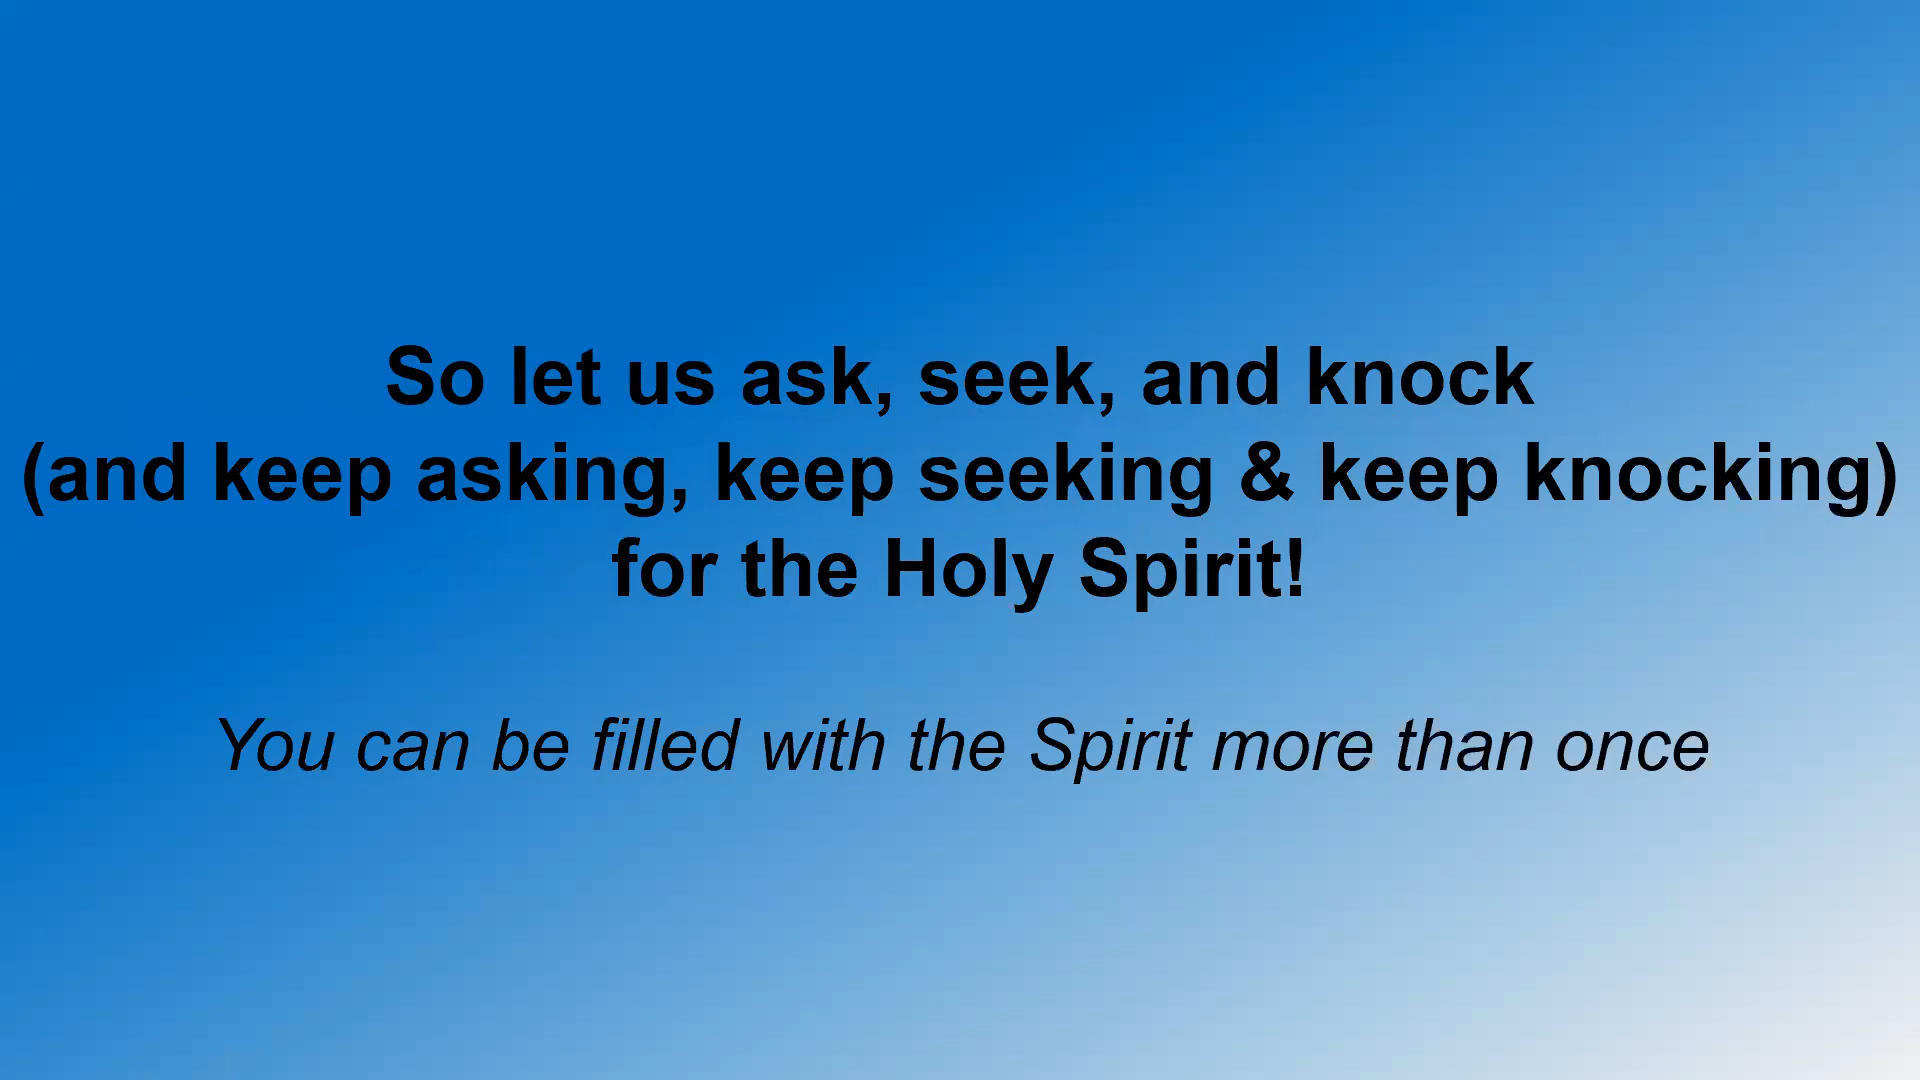 So let us ask, seek, and knock
(and keep asking, keep seeking & keep knocking)
for the Holy Spirit!
You can be filled with the Spirit more than once